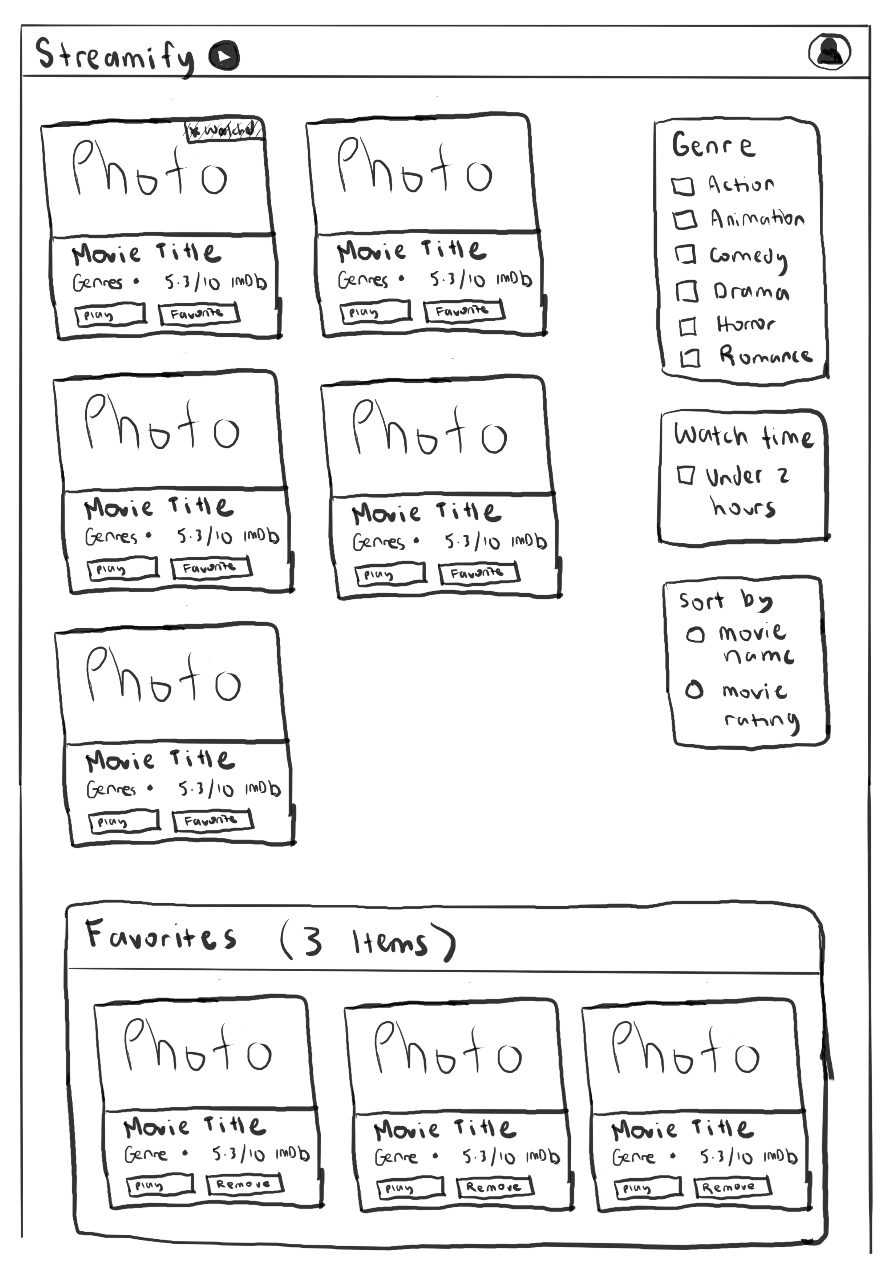 Streamify
x Watched
Photo
Movie Title
Genres • 5.3/10 IMDb
Play Favorite
Photo
Movie Title
Genres • 5.3/10 IMDb
Play Favorite
Photo
Movie Title
Genres • 5.3/10 IMDb
Play Favorite
Photo
Movie Title
Genres • 5.3/10 IMDb
Play Favorite
Photo
Movie Title
Genres • 5.3/10 IMDb
Play Favorite
Genre
Action
Animation
Comedy
Drama
Horror
Romance
Watch time
Under 2
hours
Sort by
movie
name
movie
rating
Favorites (3 Items)
Photo
Movie Title
Genre • 5.3/10 IMDb
Play Remove
Photo
Movie Title
Genre • 5.3/10 IMDb
Play Remove
Photo
Movie Title
Genre • 5.3/10 IMDb
Play Remove